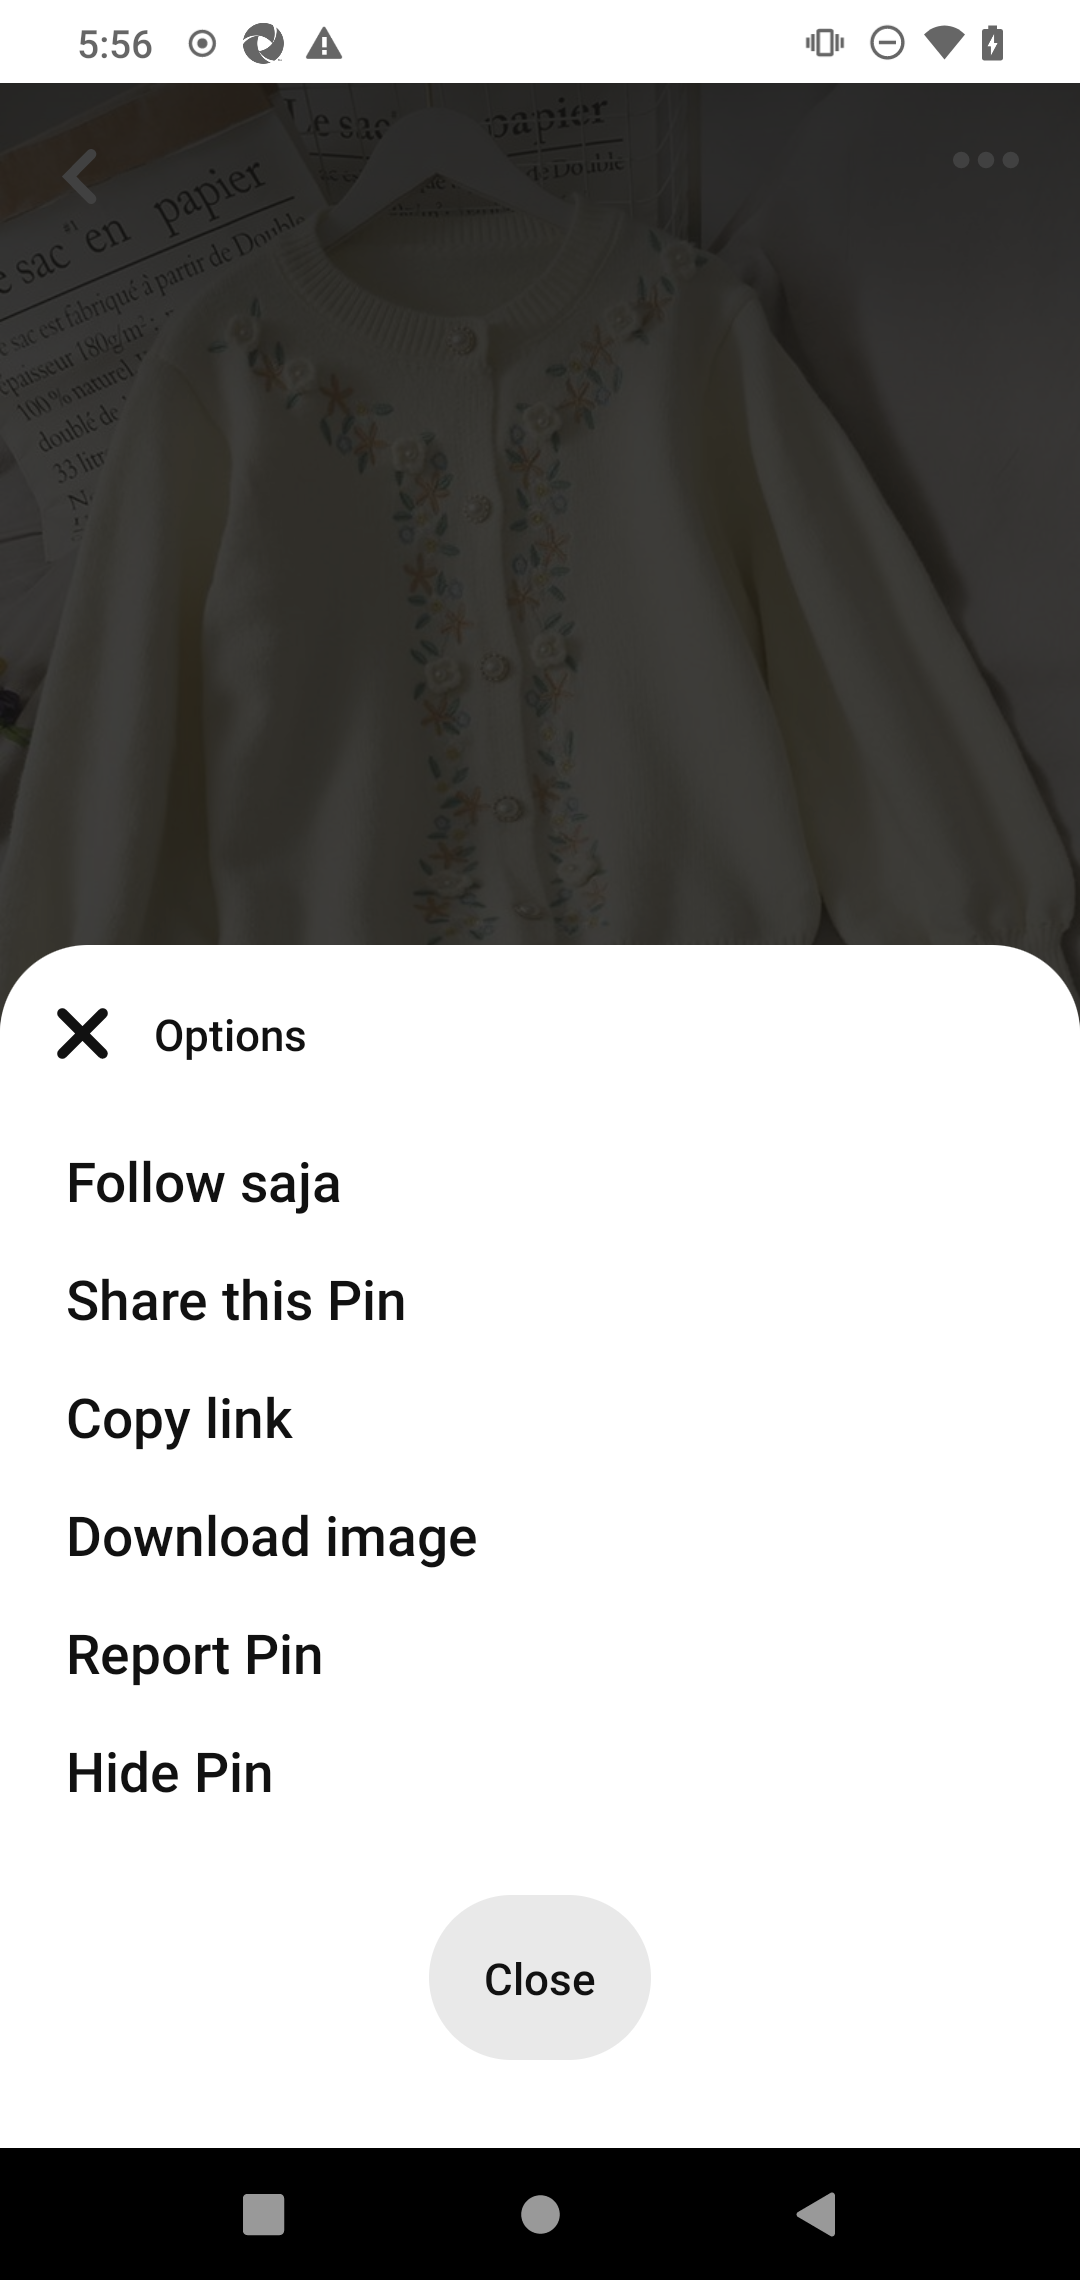 5:56
Le sac papier
de Double
e sac en papier
e sac est fabriqué à partir de Double
épaisseur 180g/m²
100 % naturel
doublé de
33 litr
Options
Follow saja
Share this Pin
Copy link
Download image
Report Pin
Hide Pin
Close